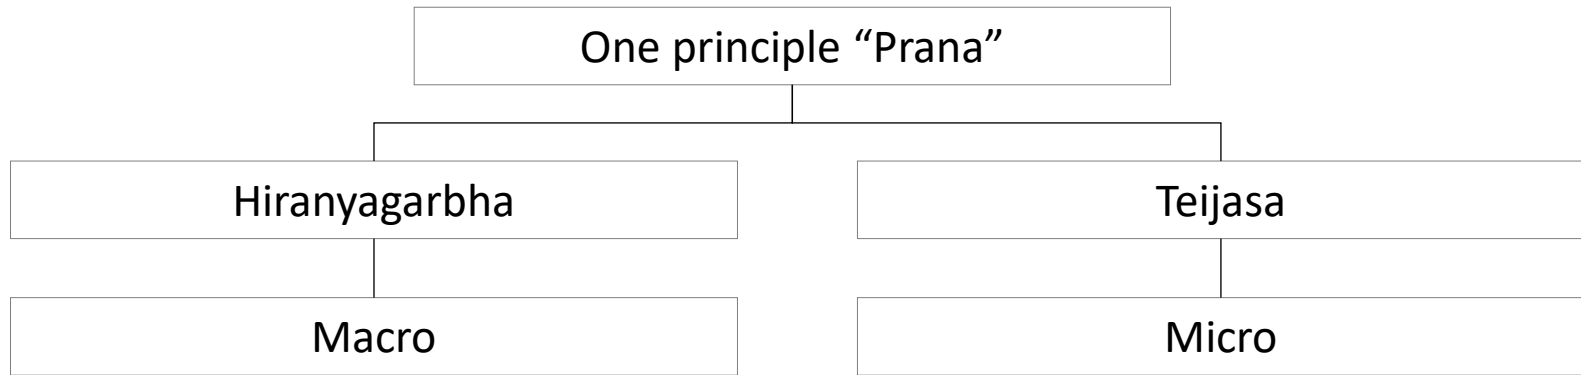 One principle “Prana”
Hiranyagarbha
Teijasa
Macro
Micro